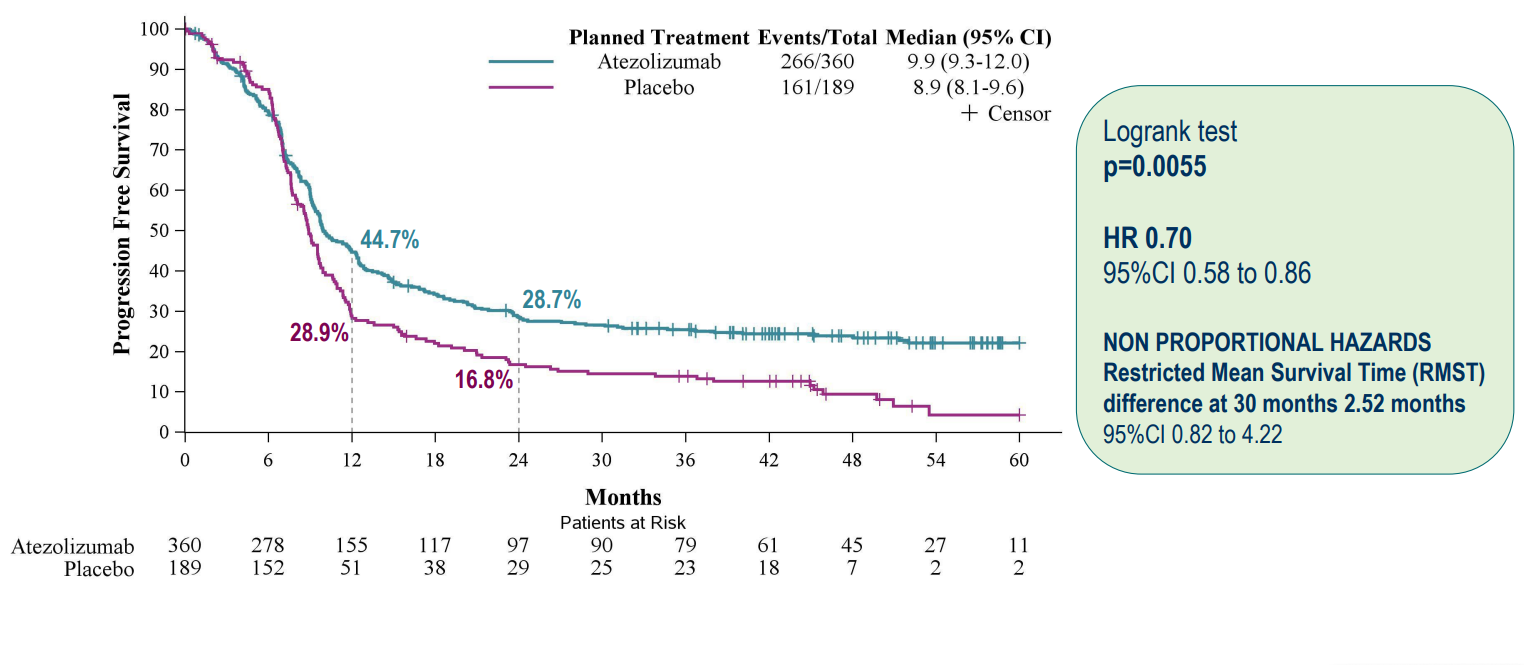 Planned Treatment Events/Total Median (95% CI)
Atezolizumab 266/360 9.9 (9.3-12.0)
Placebo 161/189 8.9 (8.1-9.6)
+ Censor
Progression Free Survival
100
90
80
70
60
50
40
30
20
10
0
44.7%
28.7%
28.9%
16.8%
0 6 12 18 24 30 36 42 48 54 60
Months
Patients at Risk
Atezolizumab 360 278 155 117 97 90 79 61 45 27 11
Placebo 189 152 51 38 29 25 23 18 7 2 2
Logrank test
p=0.0055
HR 0.70
95%CI 0.58 to 0.86
NON PROPORTIONAL HAZARDS
Restricted Mean Survival Time (RMST)
difference at 30 months 2.52 months
95%CI 0.82 to 4.22